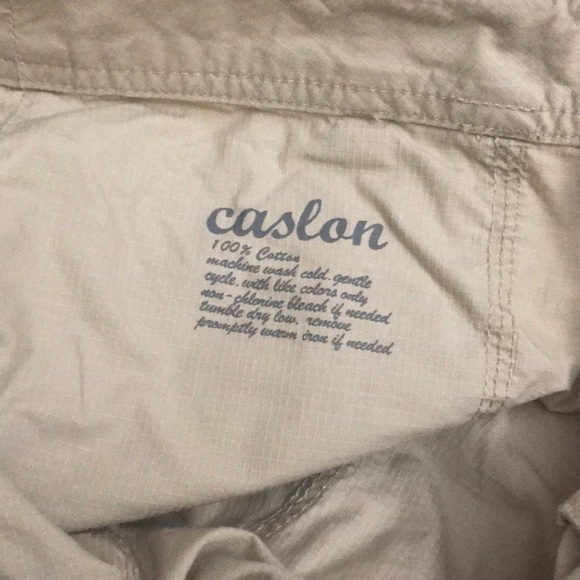 caslon
100% Cotton
machine wash cold. gentle
cycle. with like colors only
non-chlorine bleach if needed
tumble dry low, remove
promptly warm iron if needed